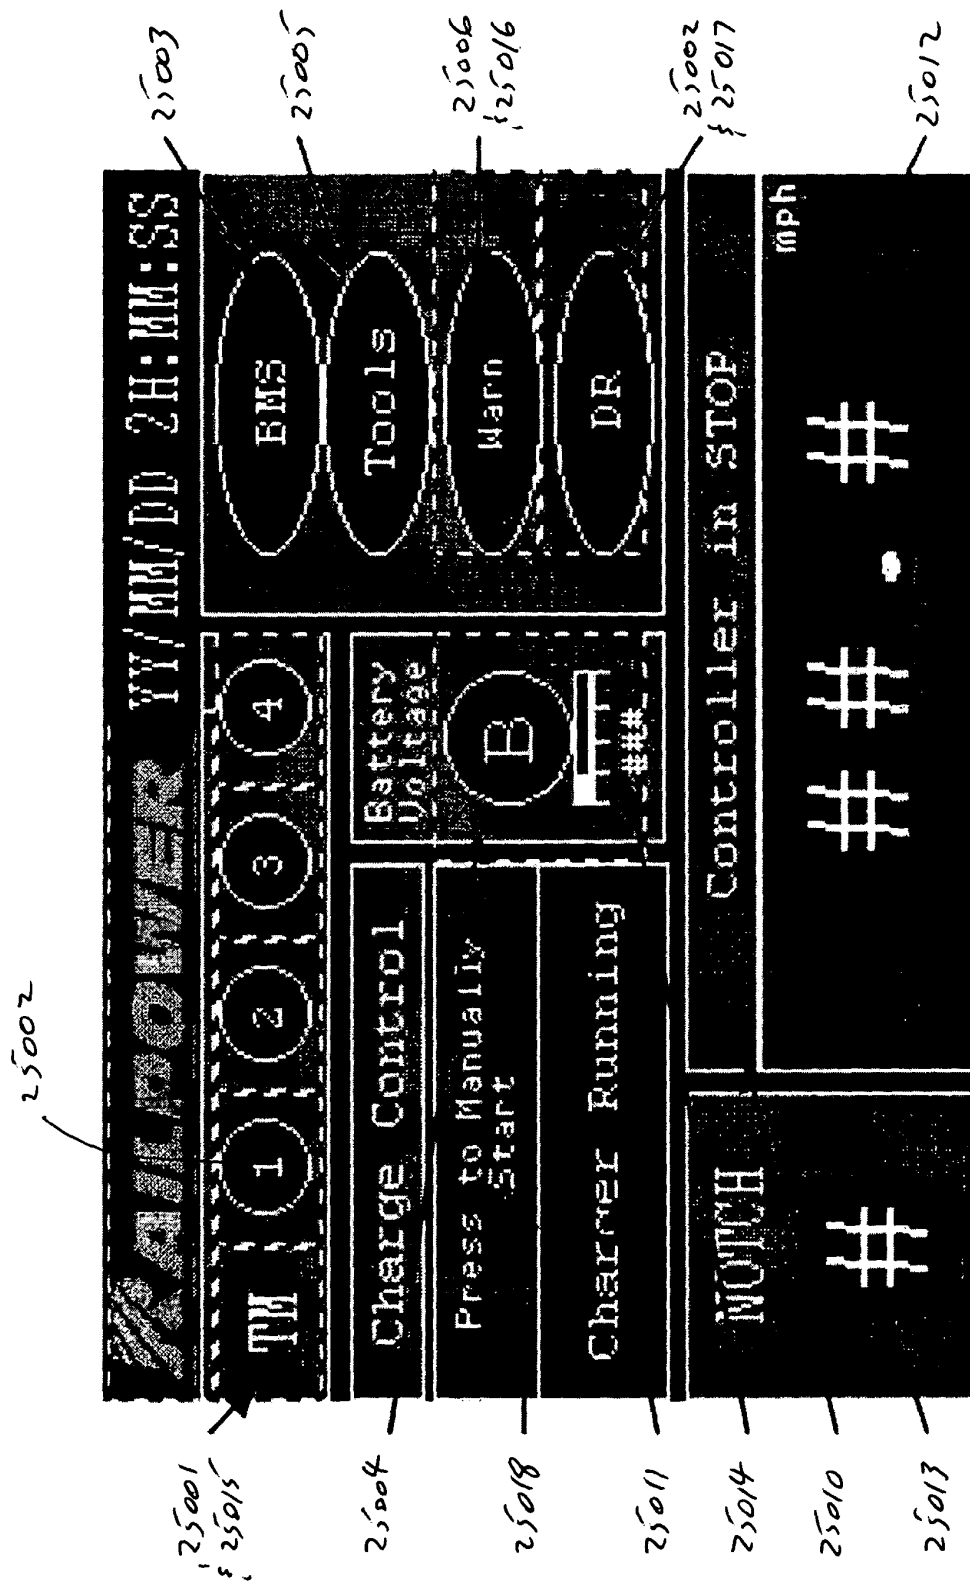 25002
RAILPOWER
YY/MM/DD 2H:MM:SS
25003
25001
& 25015
TM
1
2
3
4
BMS
25005
25004
Charge Control
Battery
Voltage
Tools
25006
& 25016
25018
Press to Manually
Start
B
Warn
25011
Charger Running
###
DR
25002
& 25017
25014
NOTCH
Controller in STOP
25010
#
##.#
mph
25012
25013